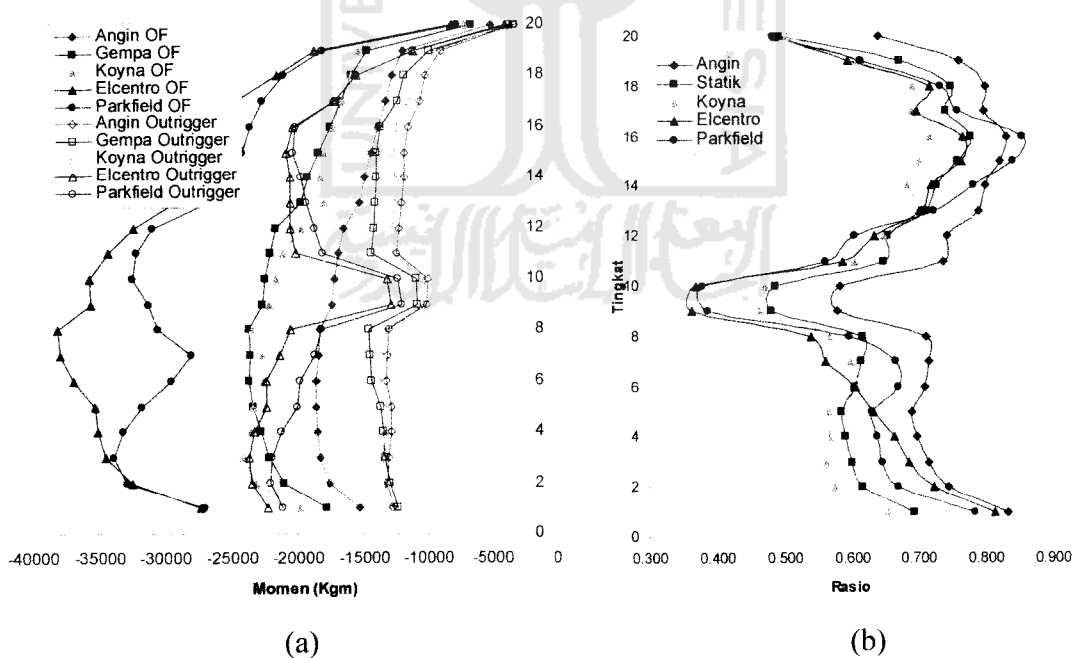 Angin OF
Gempa OF
Koyna OF
Elcentro OF
Parkfield OF
Angin Outrigger
Gempa Outrigger
Koyna Outrigger
Elcentro Outrigger
Parkfield Outrigger
20
18
16
14
12
10
8
6
4
2
0
-40000 -35000 -30000 -25000 -20000 -15000 -10000 -5000 0
Momen (Kgm)
(a)
Angin
Statik
Koyna
Elcentro
Parkfield
Tingkat
20
18
16
14
12
10
8
6
4
2
0
0.300 0.400 0.500 0.600 0.700 0.800 0.900
Rasio
(b)